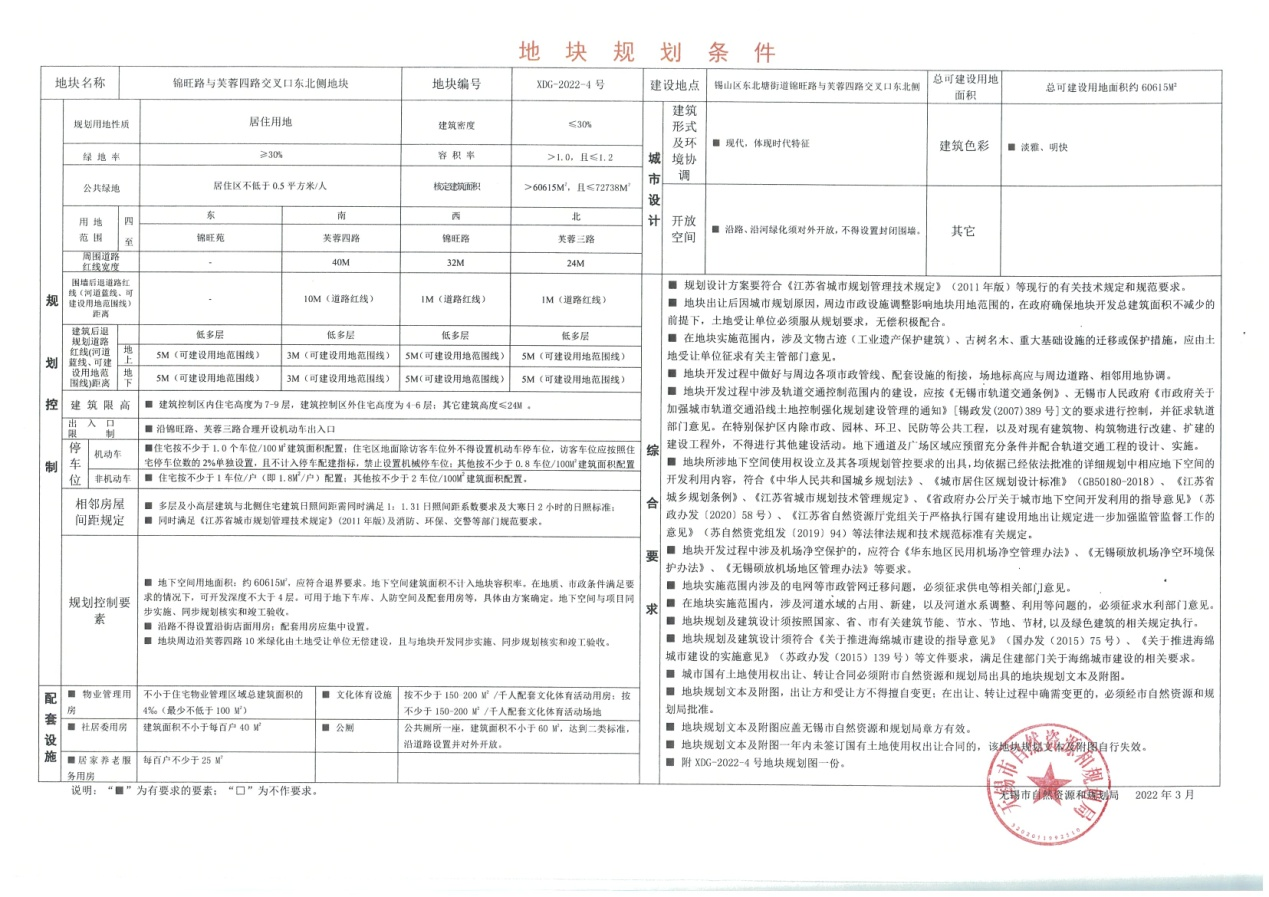 地块规划条件
地块名称 锦旺路与芙蓉四路交叉口东北侧地块 地块编号 XDG-2022-4 号 建设地点 锡山区东北塘街道锦旺路与芙蓉四路交叉口东北侧 总可建设用地面积 总可建设用地面积约 60615M²
规划控制
规划用地性质 居住用地 建筑密度 ≤30%
绿 地 率 ≥30% 容 积 率 >1.0,且≤1.2
公共绿地 居住区不低于 0.5 平方米/人 核定建筑面积 >60615M²,且≤72738M²
用 地 范 围 四至 东 南 西 北
锦旺苑 芙蓉四路 锦旺路 芙蓉三路
周围道路红线宽度 - 40M 32M 24M
围墙后退道路红线(河道蓝线、可建设用地范围线)距离 - 10M(道路红线) 1M(道路红线) 1M(道路红线)
建筑后退规划道路红线(河道蓝线、可建设用地范围线)距离 低多层 低多层 低多层 低多层
地上 5M(可建设用地范围线) 3M(可建设用地范围线) 5M(可建设用地范围线) 5M(可建设用地范围线)
地下 5M(可建设用地范围线) 3M(可建设用地范围线) 5M(可建设用地范围线) 5M(可建设用地范围线)
建 筑 限 高 ■ 建筑控制区内住宅高度为 7-9 层,建筑控制区外住宅高度为 4-6 层;其它建筑高度≤24M 。
出 入 口 限 制 ■ 沿锦旺路、芙蓉三路合理开设机动车出入口
停车位 机动车 ■住宅按不少于 1.0 个车位/100 M²建筑面积配置;住宅区地面除访客车位外不得设置机动车停车位,访客车位应按照住
宅停车位数的 2%单独设置,且不计入停车配建指标,禁止设置机械停车位;其他按不少于 0.8 车位/100M²建筑面积配置
非机动车 ■ 住宅按不少于 1 车位/户(即 1.8M²/户)配置;其他按不少于 2 车位/100M²建筑面积配置。
相邻房屋间距规定 ■ 多层及小高层建筑与北侧住宅建筑日照间距需同时满足 1:1.31 日照间距系数要求及大寒日 2 小时的日照标准;
■ 同时满足《江苏省城市规划管理技术规定》(2011 年版)及消防、环保、交警等部门规范要求。
规划控制要素 ■ 地下空间用地面积:约 60615M²,应符合退界要求。地下空间建筑面积不计入地块容积率,在地质、市政条件满足要
求的情况下,可开发深度不大于 4 层。可用于地下车库、人防空间及配套用房等,具体由方案确定。地下空间与项目同
步实施、同步规划核实和竣工验收。
■ 沿路不得设置沿街店面用房;配套用房应集中设置。
■ 地块周边沿芙蓉四路 10 米绿化由土地受让单位无偿建设,且与地块开发同步实施、同步规划核实和竣工验收。
配套设施
■ 物业管理用房 不小于住宅物业管理区域总建筑面积的 4‰(最少不低于 100 M²) ■ 文化体育设施 按不少于 150-200 M²/千人配套文化体育活动用房;按不少于 150-200 M²/千人配套文化体育活动场地
■ 社居委用房 建筑面积不小于每百户 40 M² ■ 公厕 公共厕所一座,建筑面积不小于 60 M²,达到二类标准,沿道路设置并对外开放。
■居家养老服务用房 每百户不少于 25 M²
说明:“■”为有要求的要素;“□”为不作要求。
城市设计
建筑形式及环境协调 ■ 现代,体现时代特征 建筑色彩 ■ 淡雅、明快
开放空间 ■ 沿路、沿河绿化须对外开放,不得设置封闭围墙。 其它
综合要求
■ 规划设计方案要符合《江苏省城市规划管理技术规定》(2011 年版)等现行的有关技术规定和规范要求。
■ 地块出让后因城市规划原因,周边市政设施调整影响地块用地范围的,在政府确保地块开发总建筑面积不减少的
前提下,土地受让单位必须服从规划要求,无偿积极配合。
■ 在地块实施范围内,涉及文物古迹(工业遗产保护建筑)、古树名木、重大基础设施的迁移或保护措施,应由土
地受让单位征求有关主管部门意见。
■ 地块开发过程中做好与周边各项市政管线、配套设施的衔接,场地标高应与周边道路、相邻用地协调。
■ 地块开发过程中涉及轨道交通控制范围内的建设,应按《无锡市轨道交通条例》、无锡市人民政府《市政府关于
加强城市轨道交通沿线土地控制强化规划建设管理的通知》[锡政发(2007)389 号]文的要求进行控制,并征求轨道
部门意见。在特别保护区内除市政、园林、环卫、民防等公共工程,以及对现有建筑物、构筑物进行改建、扩建的
建设工程外,不得进行其他建设活动。地下通道及广场区域应预留充分条件并配合轨道交通工程的设计、实施。
■ 地块所涉地下空间使用权设立及其各项规划管控要求的出具,均依据已经依法批准的详细规划中相应地下空间的
开发利用内容,符合《中华人民共和国城乡规划法》、《城市居住区规划设计标准》(GB50180-2018)、《江苏省
城乡规划条例》、《江苏省城市规划技术管理规定》、《省政府办公厅关于城市地下空间开发利用的指导意见》(苏
政办发〔2020〕58 号)、《江苏省自然资源厅党组关于严格执行国有建设用地出让规定进一步加强监管监督工作的
意见》(苏自然资党组发〔2019〕94)等法律法规和技术规范标准有关规定。
■ 地块开发过程中涉及机场净空保护的,应符合《华东地区民用机场净空管理办法》、《无锡硕放机场净空环境保
护办法》、《无锡硕放机场地区管理办法》等要求。
■ 地块实施范围内涉及的电网等市政管网迁移问题,必须征求供电等相关部门意见。
■ 在地块实施范围内,涉及河道水域的占用、新建,以及河道水系调整、利用等问题的,必须征求水利部门意见。
■ 地块规划及建筑设计须按照国家、省、市有关建筑节能、节水、节地、节材,以及绿色建筑的相关规定执行。
■ 地块规划及建筑设计须符合《关于推进海绵城市建设的指导意见》(国办发(2015)75 号)、《关于推进海绵
城市建设的实施意见》(苏政办发(2015)139 号)等文件要求,满足住建部门关于海绵城市建设的相关要求。
■ 城市国有土地使用权出让、转让合同必须附市自然资源和规划局出具的地块规划文本及附图。
■ 地块规划文本及附图,出让方和受让方不得擅自变更;在出让、转让过程中确需变更的,必须经市自然资源和规
划局批准。
■ 地块规划文本及附图应盖无锡市自然资源和规划局章方有效。
■ 地块规划文本及附图一年内未签订国有土地使用权出让合同的,该地块规划文本及附图自行失效。
■ 附 XDG-2022-4 号地块规划图一份。
无锡市自然资源和规划局 2022 年 3 月
无锡市自然资源和规划局